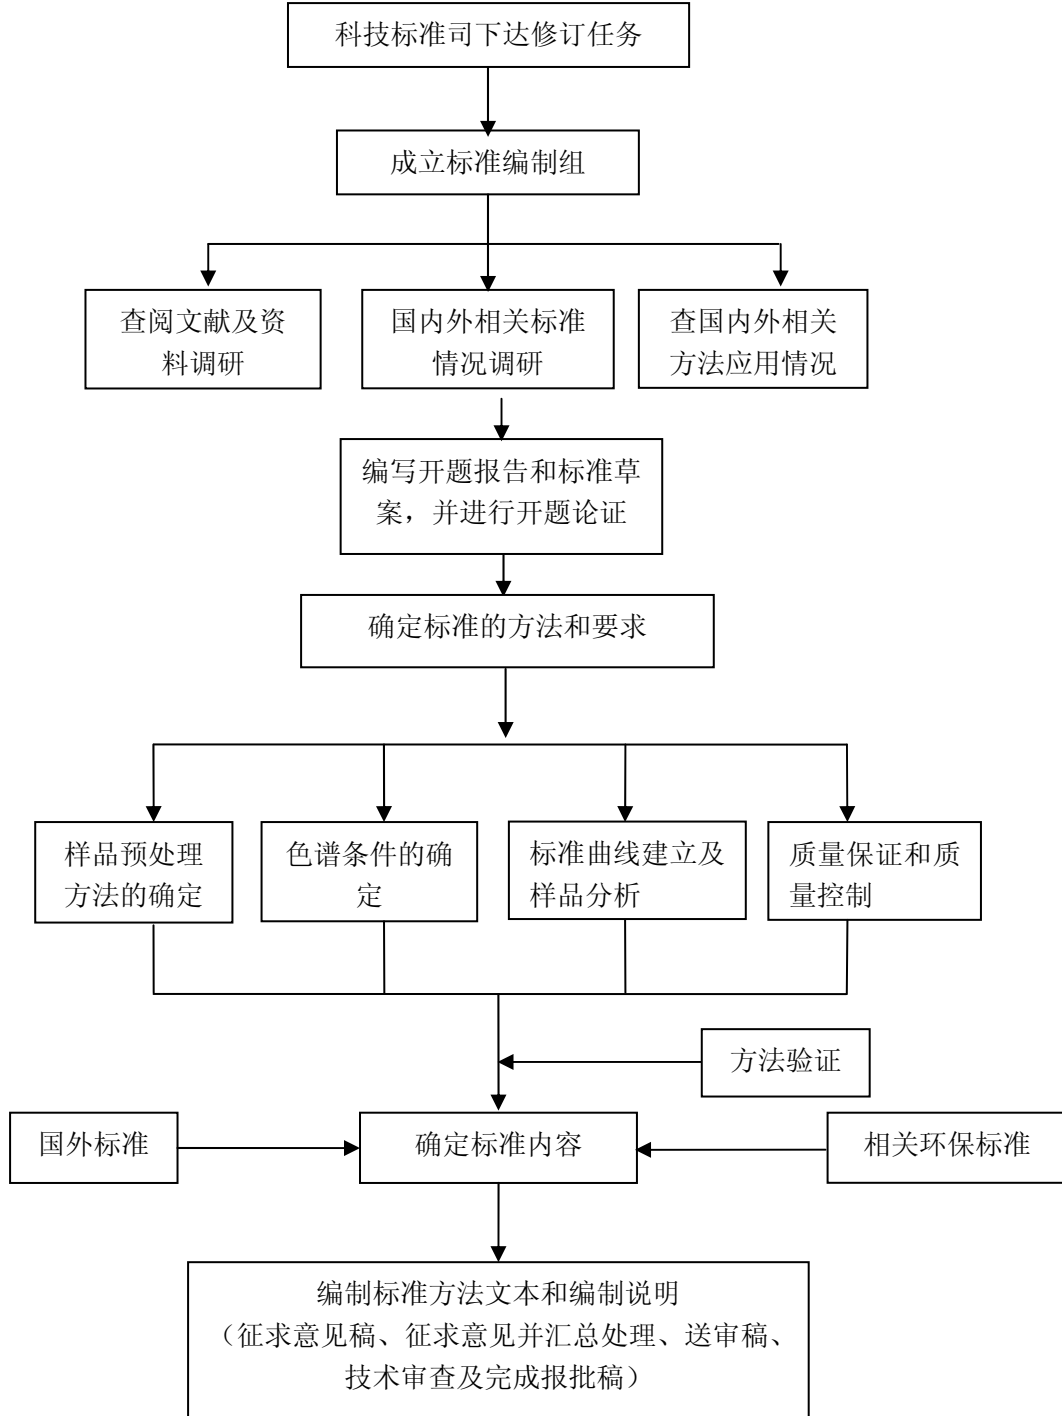 科技标准司下达修订任务
成立标准编制组
查阅文献及资
料调研
国内外相关标准
情况调研
查国内外相关
方法应用情况
编写开题报告和标准草
案，并进行开题论证
确定标准的方法和要求
样品预处理
方法的确定
色谱条件的确
定
标准曲线建立及
样品分析
质量保证和质
量控制
方法验证
国外标准
确定标准内容
相关环保标准
编制标准方法文本和编制说明
（征求意见稿、征求意见并汇总处理、送审稿、
技术审查及完成报批稿）